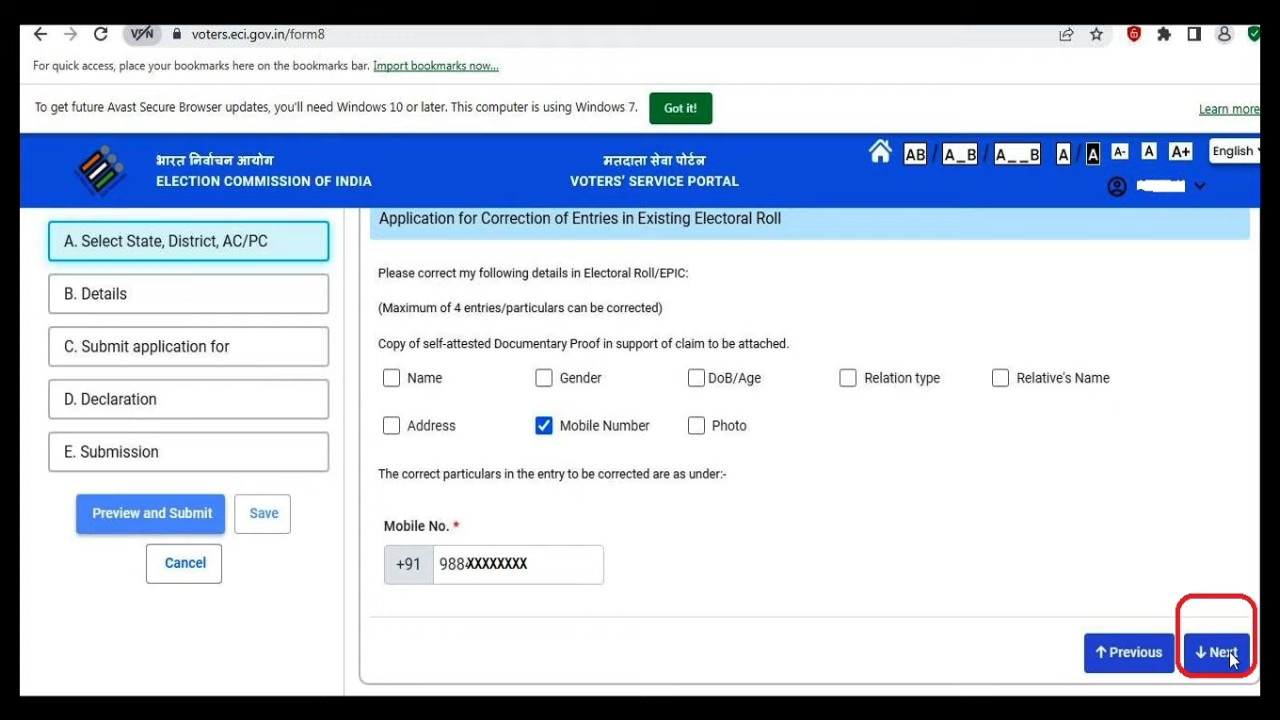 VPN voters.eci.gov.in/form8 6
For quick access, place your bookmarks here on the bookmarks bar. Import bookmarks now...
To get future Avast Secure Browser updates, you'll need Windows 10 or later. This computer is using Windows 7. Got it! Learn more
भारत निर्वाचन आयोग
ELECTION COMMISSION OF INDIA
मतदाता सेवा पोर्टल
VOTERS' SERVICE PORTAL
AB / A_B / A__B A / A A- A A+ English
A. Select State, District, AC/PC
B. Details
C. Submit application for
D. Declaration
E. Submission
Preview and Submit Save
Cancel
Application for Correction of Entries in Existing Electoral Roll
Please correct my following details in Electoral Roll/EPIC:
(Maximum of 4 entries/particulars can be corrected)
Copy of self-attested Documentary Proof in support of claim to be attached.
Name Gender DoB/Age Relation type Relative's Name
Address Mobile Number Photo
The correct particulars in the entry to be corrected are as under:-
Mobile No. *
+91 988XXXXXXXX
Previous Next